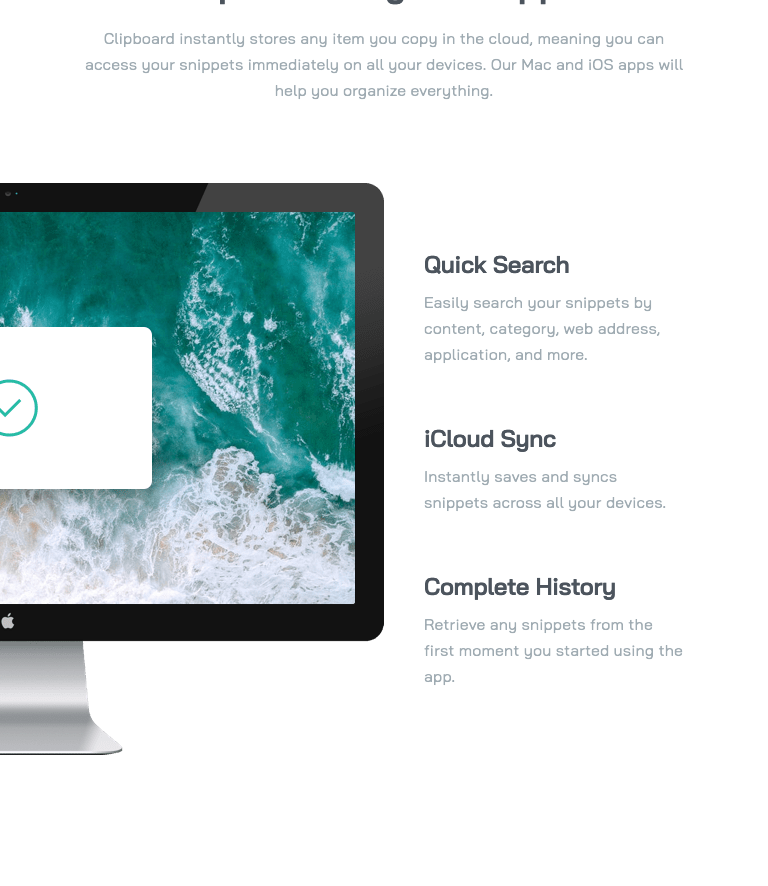 Clipboard instantly stores any item you copy in the cloud, meaning you can
access your snippets immediately on all your devices. Our Mac and iOS apps will
help you organize everything.
Quick Search
Easily search your snippets by
content, category, web address,
application, and more.
iCloud Sync
Instantly saves and syncs
snippets across all your devices.
Complete History
Retrieve any snippets from the
first moment you started using the
app.